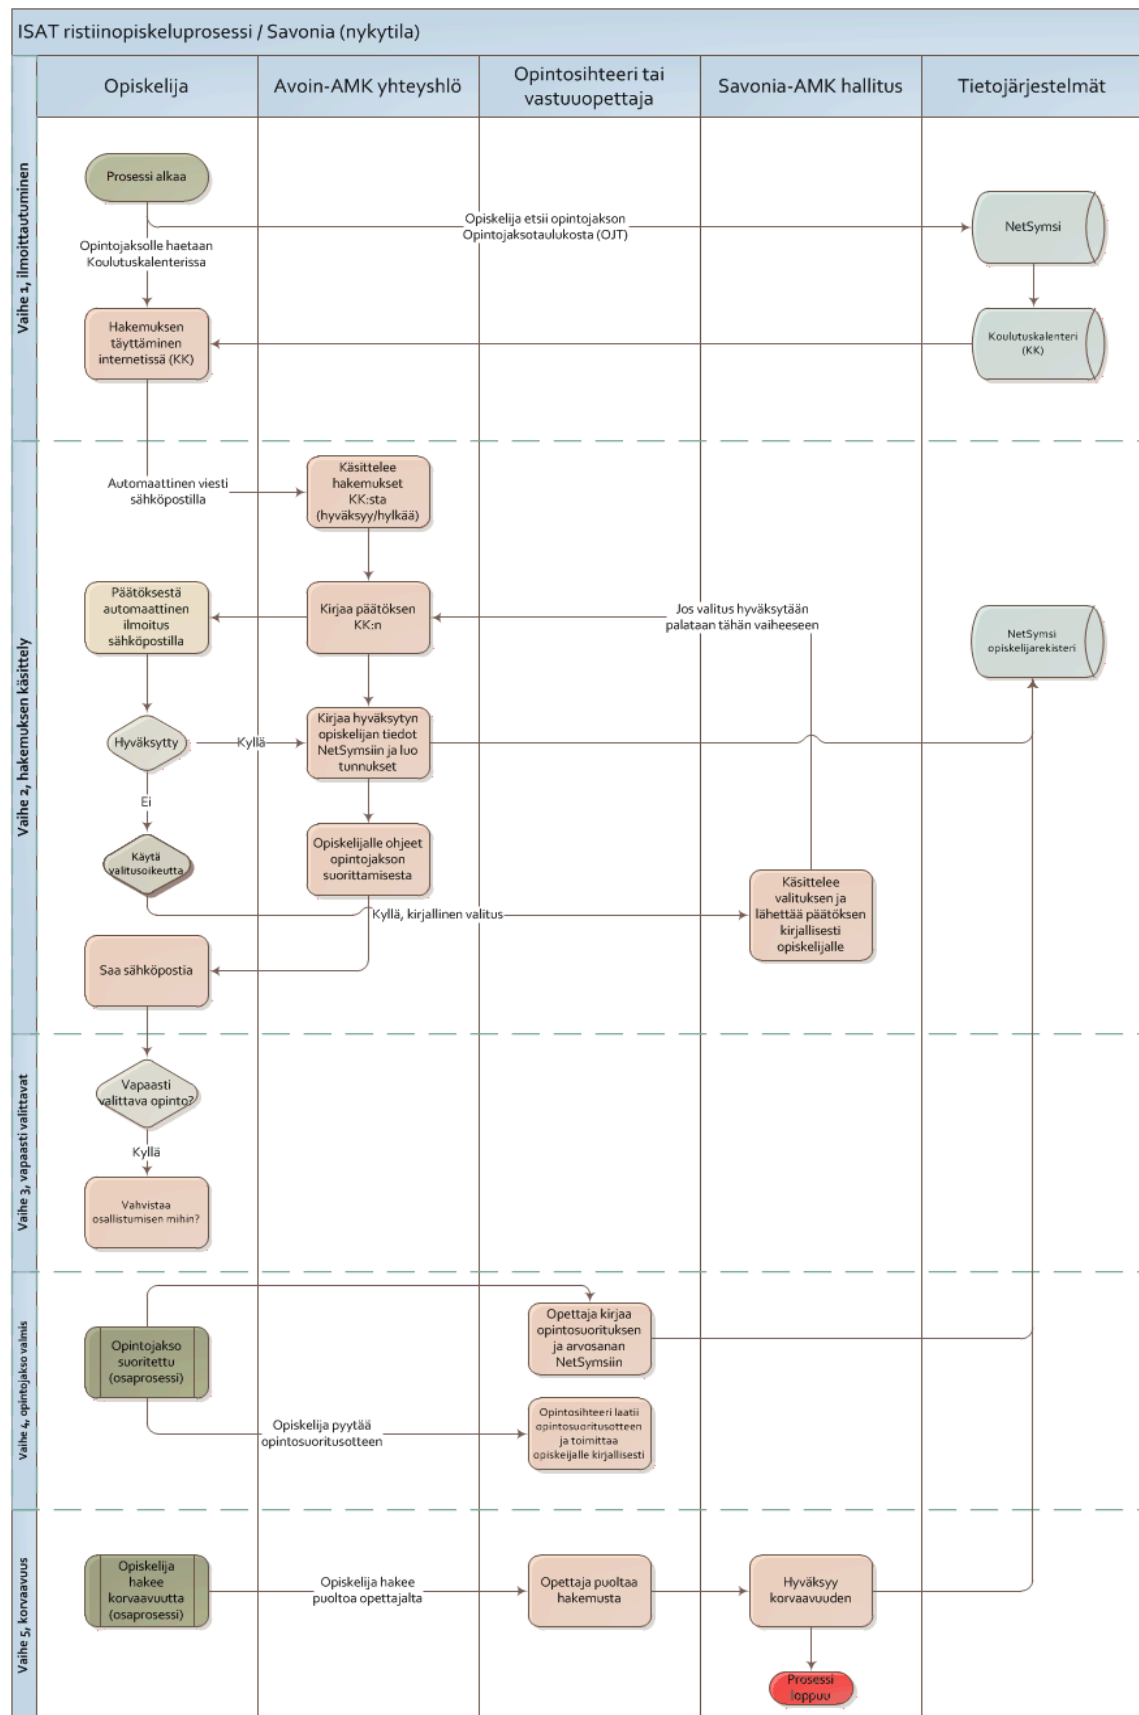 ISAT ristiinopiskeluprosessi / Savonia (nykytila)
Opiskelija
Avoin-AMK yhteyshlö
Opintosihteeri tai
vastuuopettaja
Savonia-AMK hallitus
Tietojärjestelmät
Vaihe 1, ilmoittautuminen
Prosessi alkaa
Opiskelija etsii opintojakson
Opintojaksotaulukosta (OJT)
NetSymsi
Opintojaksolle haetaan
Koulutuskalenterissa
Hakemuksen
täyttäminen
internetissä (KK)
Koulutuskalenteri
(KK)
Vaihe 2, hakemuksen käsittely
Automaattinen viesti
sähköpostilla
Käsittelee
hakemukset
KK:sta
(hyväksyy/hylkää)
Päätöksestä
automaattinen
ilmoitus
sähköpostilla
Kirjaa päätöksen
KK:n
Jos valitus hyväksytään
palataan tähän vaiheeseen
NetSymsi
opiskelijarekisteri
Hyväksytty
Kyllä
Kirjaa hyväksytyn
opiskelijan tiedot
NetSymsiin ja luo
tunnukset
Ei
Käytä
valitusoikeutta
Opiskelijalle ohjeet
opintojakson
suorittamisesta
Kyllä, kirjallinen valitus
Käsittelee
valituksen ja
lähettää päätöksen
kirjallisesti
opiskelijalle
Saa sähköpostia
Vaihe 3, vapaasti valittavat
Vapaasti
valittava opinto?
Kyllä
Vahvistaa
osallistumisen mihin?
Vaihe 4, opintojakso valmis
Opintojakso
suoritettu
(osaprosessi)
Opettaja kirjaa
opintosuorituksen
ja arvosanan
NetSymsiin
Opiskelija pyytää
opintosuoritusotteen
Opintosihteeri laatii
opintosuoritusotteen
ja toimittaa
opiskeijalle kirjallisesti
Vaihe 5, korvaavuus
Opiskelija
hakee
korvaavuutta
(osaprosessi)
Opiskelija hakee
puoltoa opettajalta
Opettaja puoltaa
hakemusta
Hyväksyy
korvaavuuden
Prosessi
loppuu